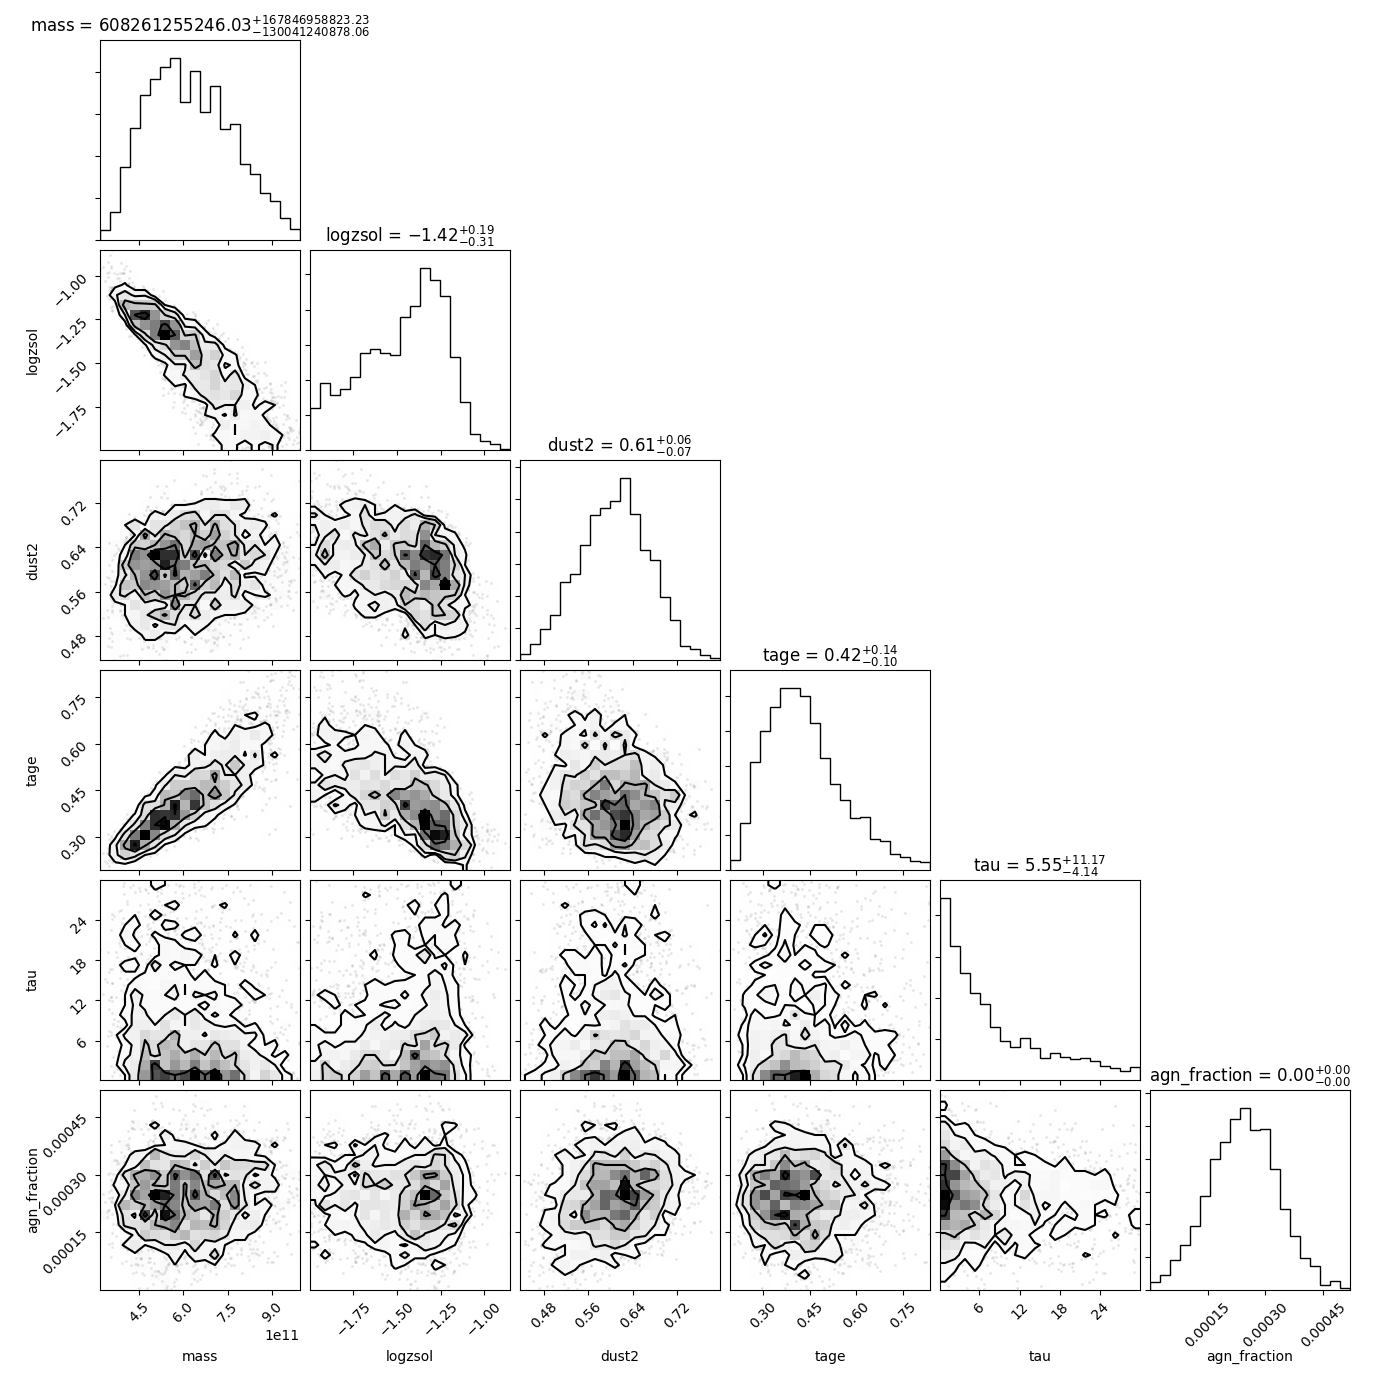 mass = 608261255246.03+167846958823.23 −130041240878.06
logzsol = −1.42+0.19 −0.31
−1.00
−1.25
−1.50
−1.75
logzsol
dust2 = 0.61+0.06 −0.07
0.72
0.64
0.56
0.48
dust2
tage = 0.42+0.14 −0.10
0.75
0.60
0.45
0.30
tage
tau = 5.55+11.17 −4.14
24
18
12
6
tau
agn_fraction = 0.00+0.00 −0.00
0.00045
0.00030
0.00015
agn_fraction
4.5 6.0 7.5 9.0 −1.75 −1.50 −1.25 −1.00 0.48 0.56 0.64 0.72 0.30 0.45 0.60 0.75 6 12 18 24 0.00015 0.00030 0.00045
1e11
mass logzsol dust2 tage tau agn_fraction